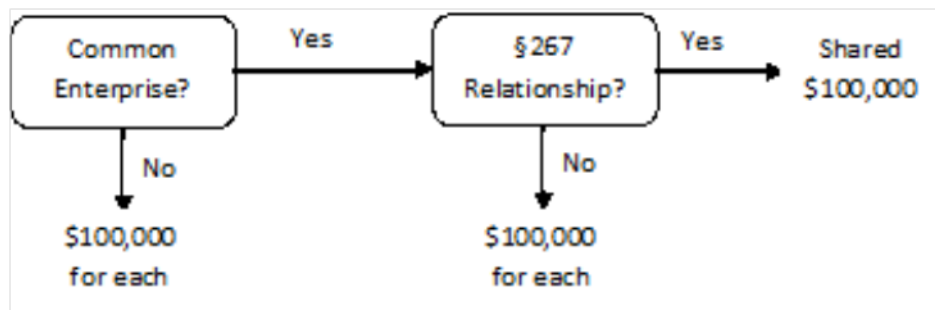 Common
Enterprise?
Yes
§267
Relationship?
Yes
Shared
$100,000
No
$100,000
for each
No
$100,000
for each